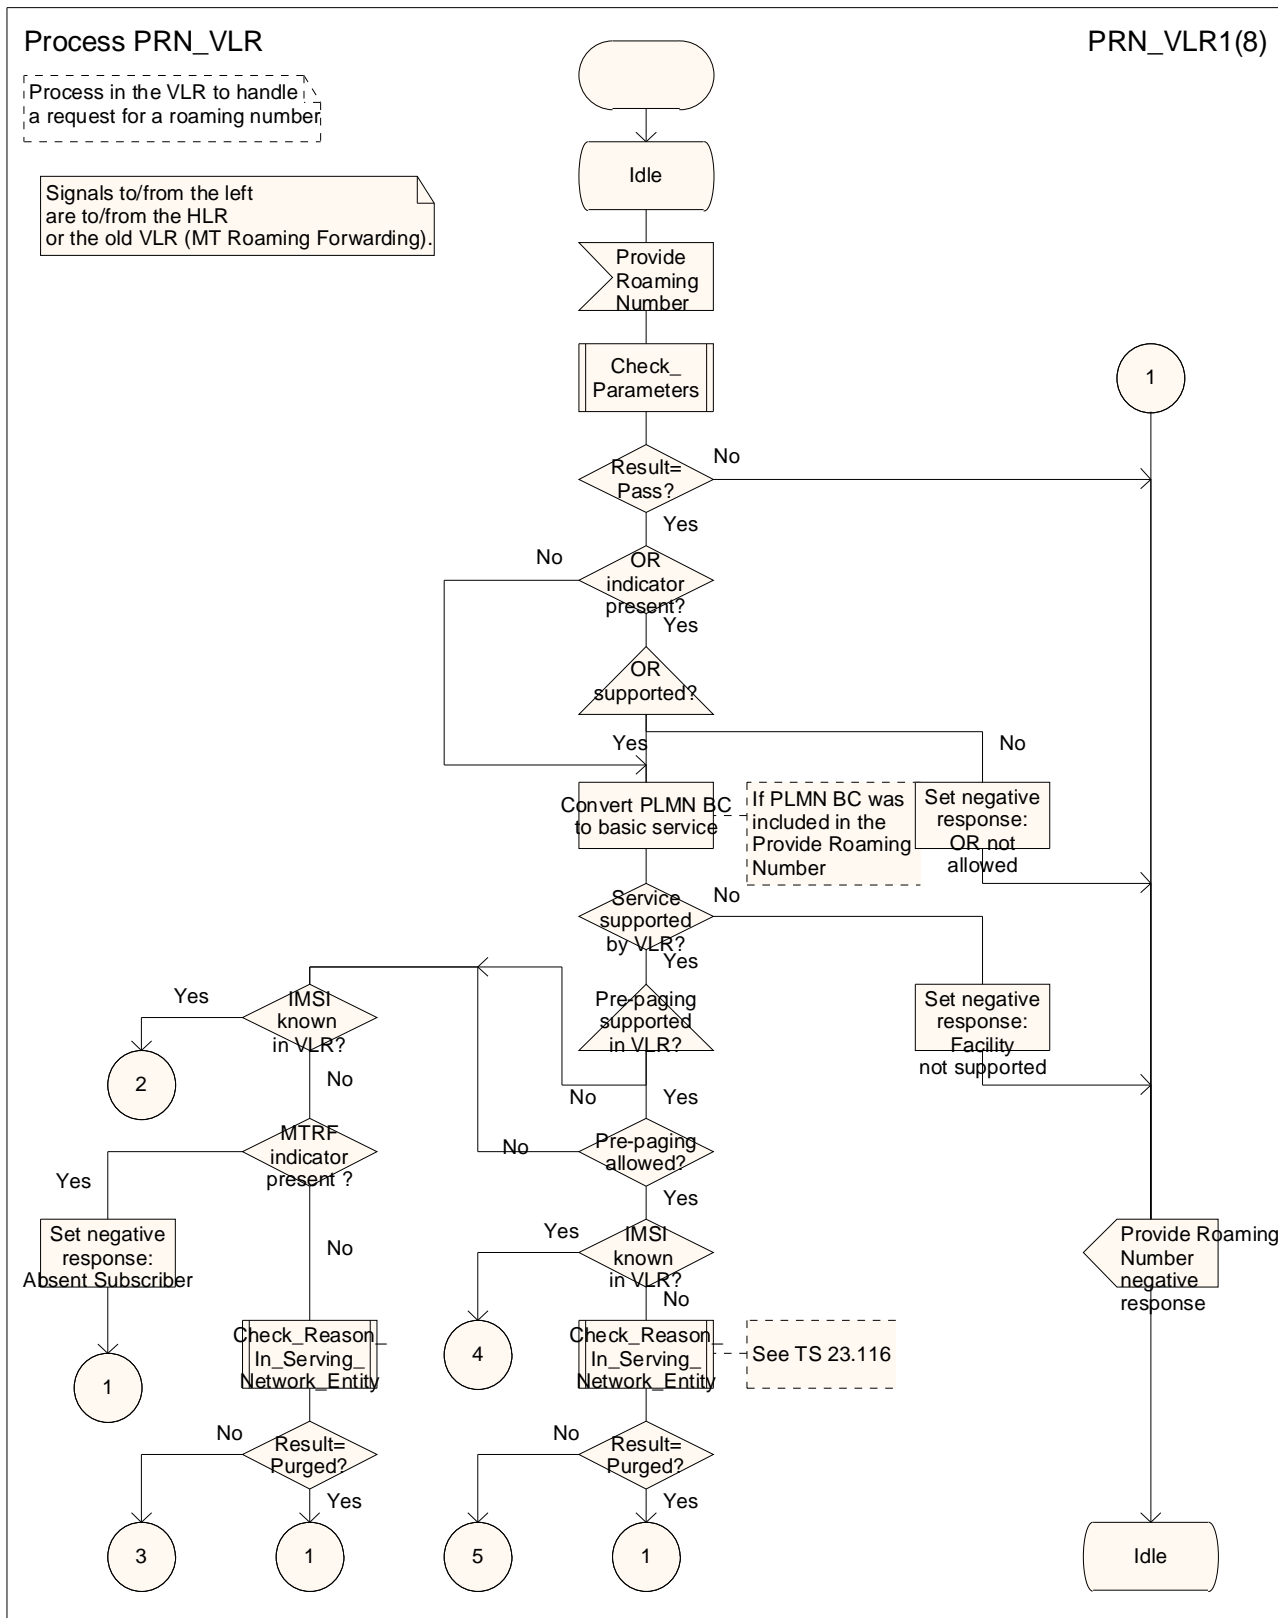 Process PRN_VLR
PRN_VLR1(8)
Process in the VLR to handle
a request for a roaming number
Signals to/from the left
are to/from the HLR
or the old VLR (MT Roaming Forwarding).
Idle
Provide
Roaming
Number
Check_
Parameters
1
Result=
Pass?
No
Yes
OR
indicator
present?
No
Yes
OR
supported?
Yes
No
Convert PLMN BC
to basic service
If PLMN BC was
included in the
Provide Roaming
Number
Set negative
response:
OR not
allowed
Service
supported
by VLR?
No
Yes
Yes
IMSI
known
in VLR?
Pre-paging
supported
in VLR?
Set negative
response:
Facility
not supported
2
No
No
Yes
MTRF
indicator
present ?
Yes
No
Pre-paging
allowed?
Yes
Set negative
response:
Absent Subscriber
No
Yes
IMSI
known
in VLR?
No
Provide Roaming
Number
negative
response
Check_Reason_
In_Serving_
Network_Entity
4
Check_Reason_
In_Serving_
Network_Entity
See TS 23.116
1
No
Result=
Purged?
Yes
No
Result=
Purged?
Yes
3
1
5
1
Idle